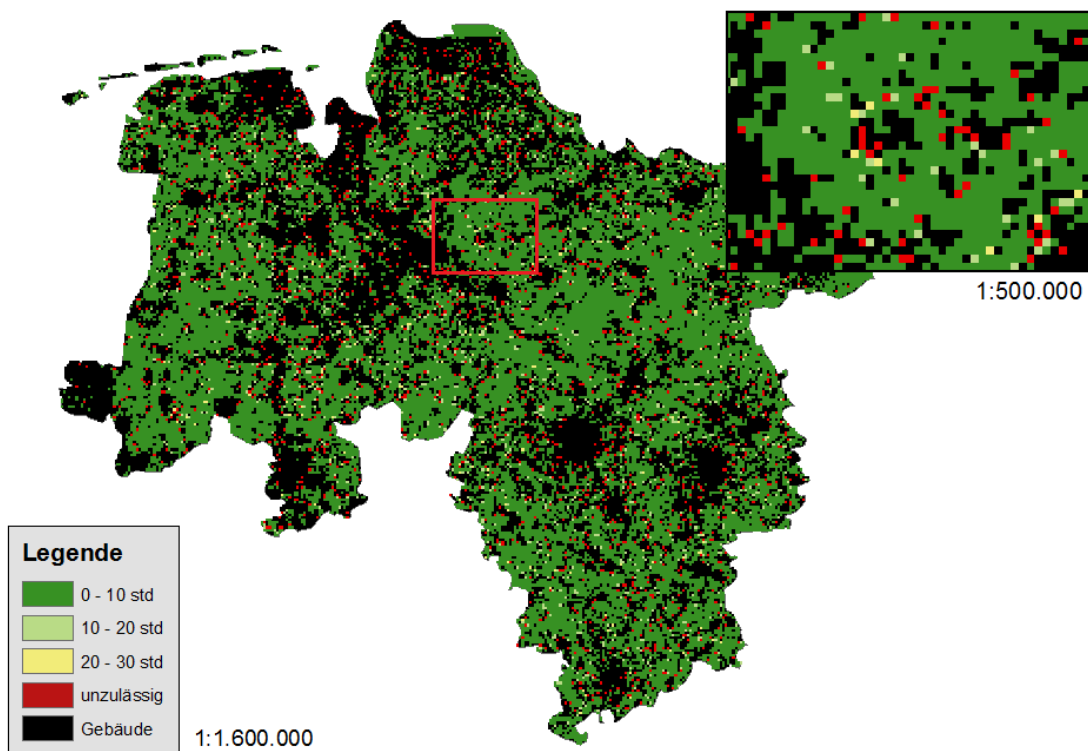 1:500.000
Legende
0 - 10 std
10 - 20 std
20 - 30 std
unzulässig
Gebäude
1:1.600.000